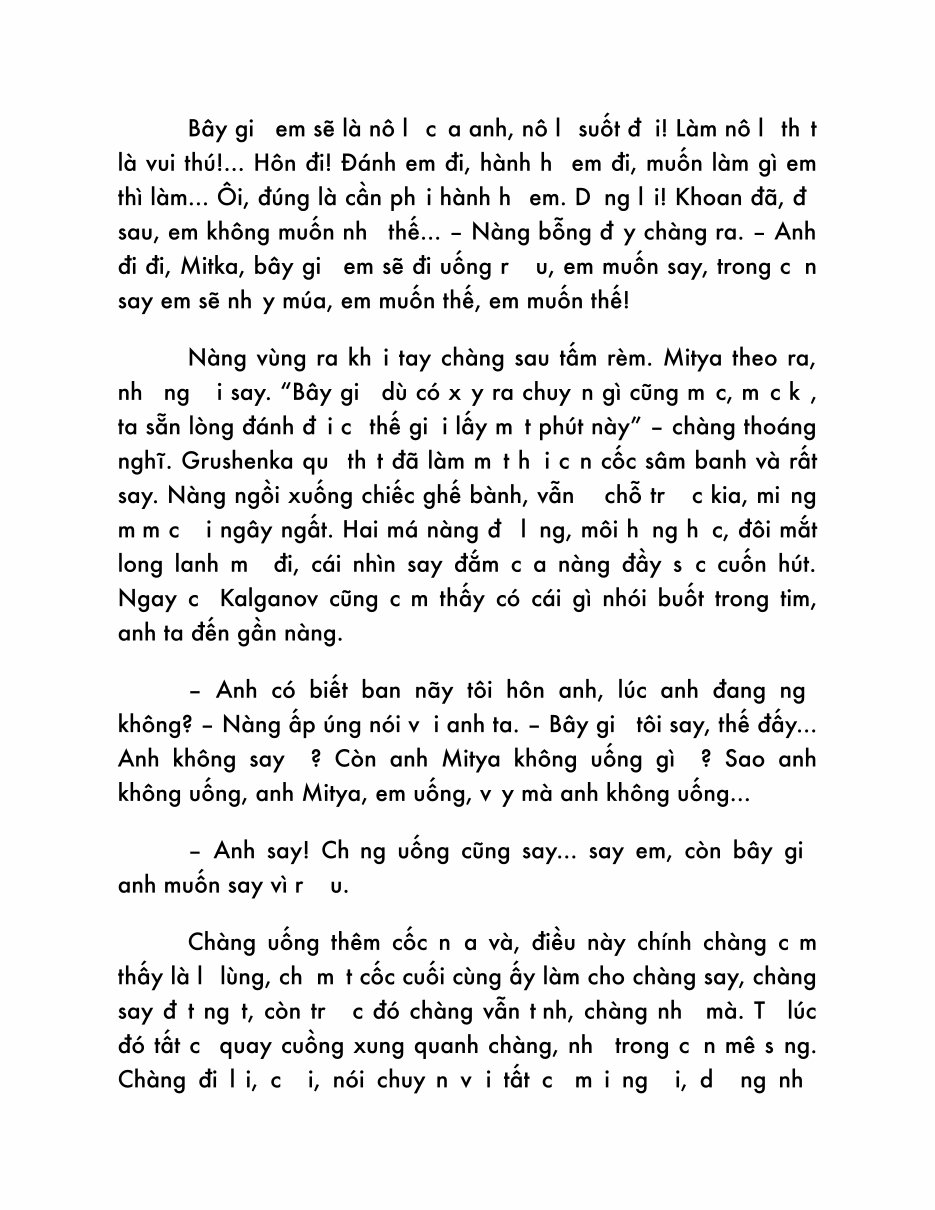 Bây gi em sẽ là nô l c a anh, nô l suốt đ i! Làm nô l th t
là vui thú!... Hôn đi! Đánh em đi, hành h em đi, muốn làm gì em
thì làm... Ôi, đúng là cần ph i hành h em. D ng l i! Khoan đã, đ
sau, em không muốn nh thế... – Nàng bỗng đ y chàng ra. – Anh
đi đi, Mitka, bây gi em sẽ đi uống r u, em muốn say, trong c n
say em sẽ nh y múa, em muốn thế, em muốn thế!
Nàng vùng ra kh i tay chàng sau tấm rèm. Mitya theo ra,
nh ng i say. “Bây gi dù có x y ra chuy n gì cũng m c, m c k ,
ta sẵn lòng đánh đ i c thế gi i lấy m t phút này” – chàng thoáng
nghĩ. Grushenka qu th t đã làm m t h i c n cốc sâm banh và rất
say. Nàng ngồi xuống chiếc ghế bành, vẫn chỗ tr c kia, mi ng
m m c i ngây ngất. Hai má nàng đ l ng, môi h ng h c, đôi mắt
long lanh m đi, cái nhìn say đắm c a nàng đầy s c cuốn hút.
Ngay c Kalganov cũng c m thấy có cái gì nhói buốt trong tim,
anh ta đến gần nàng.
– Anh có biết ban nãy tôi hôn anh, lúc anh đang ng
không? – Nàng ấp úng nói v i anh ta. – Bây gi tôi say, thế đấy...
Anh không say ? Còn anh Mitya không uống gì ? Sao anh
không uống, anh Mitya, em uống, v y mà anh không uống...
– Anh say! Ch ng uống cũng say... say em, còn bây gi
anh muốn say vì r u.
Chàng uống thêm cốc n a và, điều này chính chàng c m
thấy là l lùng, ch m t cốc cuối cùng ấy làm cho chàng say, chàng
say đ t ng t, còn tr c đó chàng vẫn t nh, chàng nh mà. T lúc
đó tất c quay cuồng xung quanh chàng, nh trong c n mê s ng.
Chàng đi l i, c i, nói chuy n v i tất c m i ng i, d ng nh